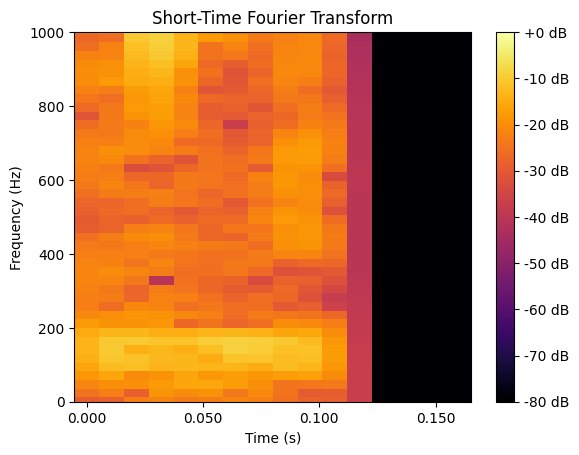 Short-Time Fourier Transform
Frequency (Hz)
1000
800
600
400
200
0
0.000
0.050
0.100
0.150
Time (s)
+0 dB
-10 dB
-20 dB
-30 dB
-40 dB
-50 dB
-60 dB
-70 dB
-80 dB